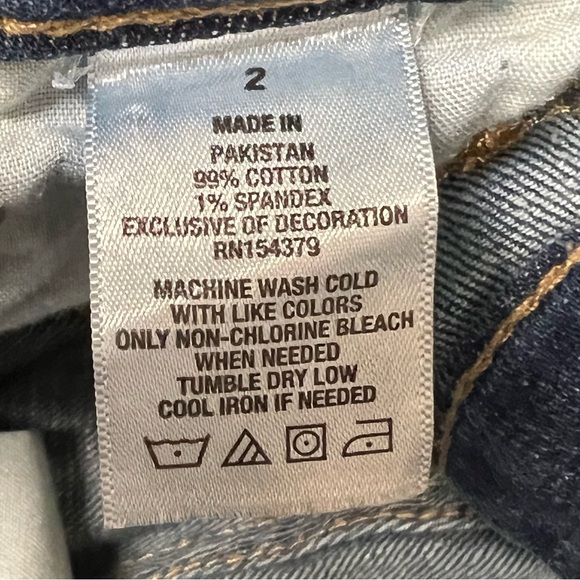 2
MADE IN
PAKISTAN
99% COTTON
1% SPANDEX
EXCLUSIVE OF DECORATION
RN154379
MACHINE WASH COLD
WITH LIKE COLORS
ONLY NON-CHLORINE BLEACH
WHEN NEEDED
TUMBLE DRY LOW
COOL IRON IF NEEDED